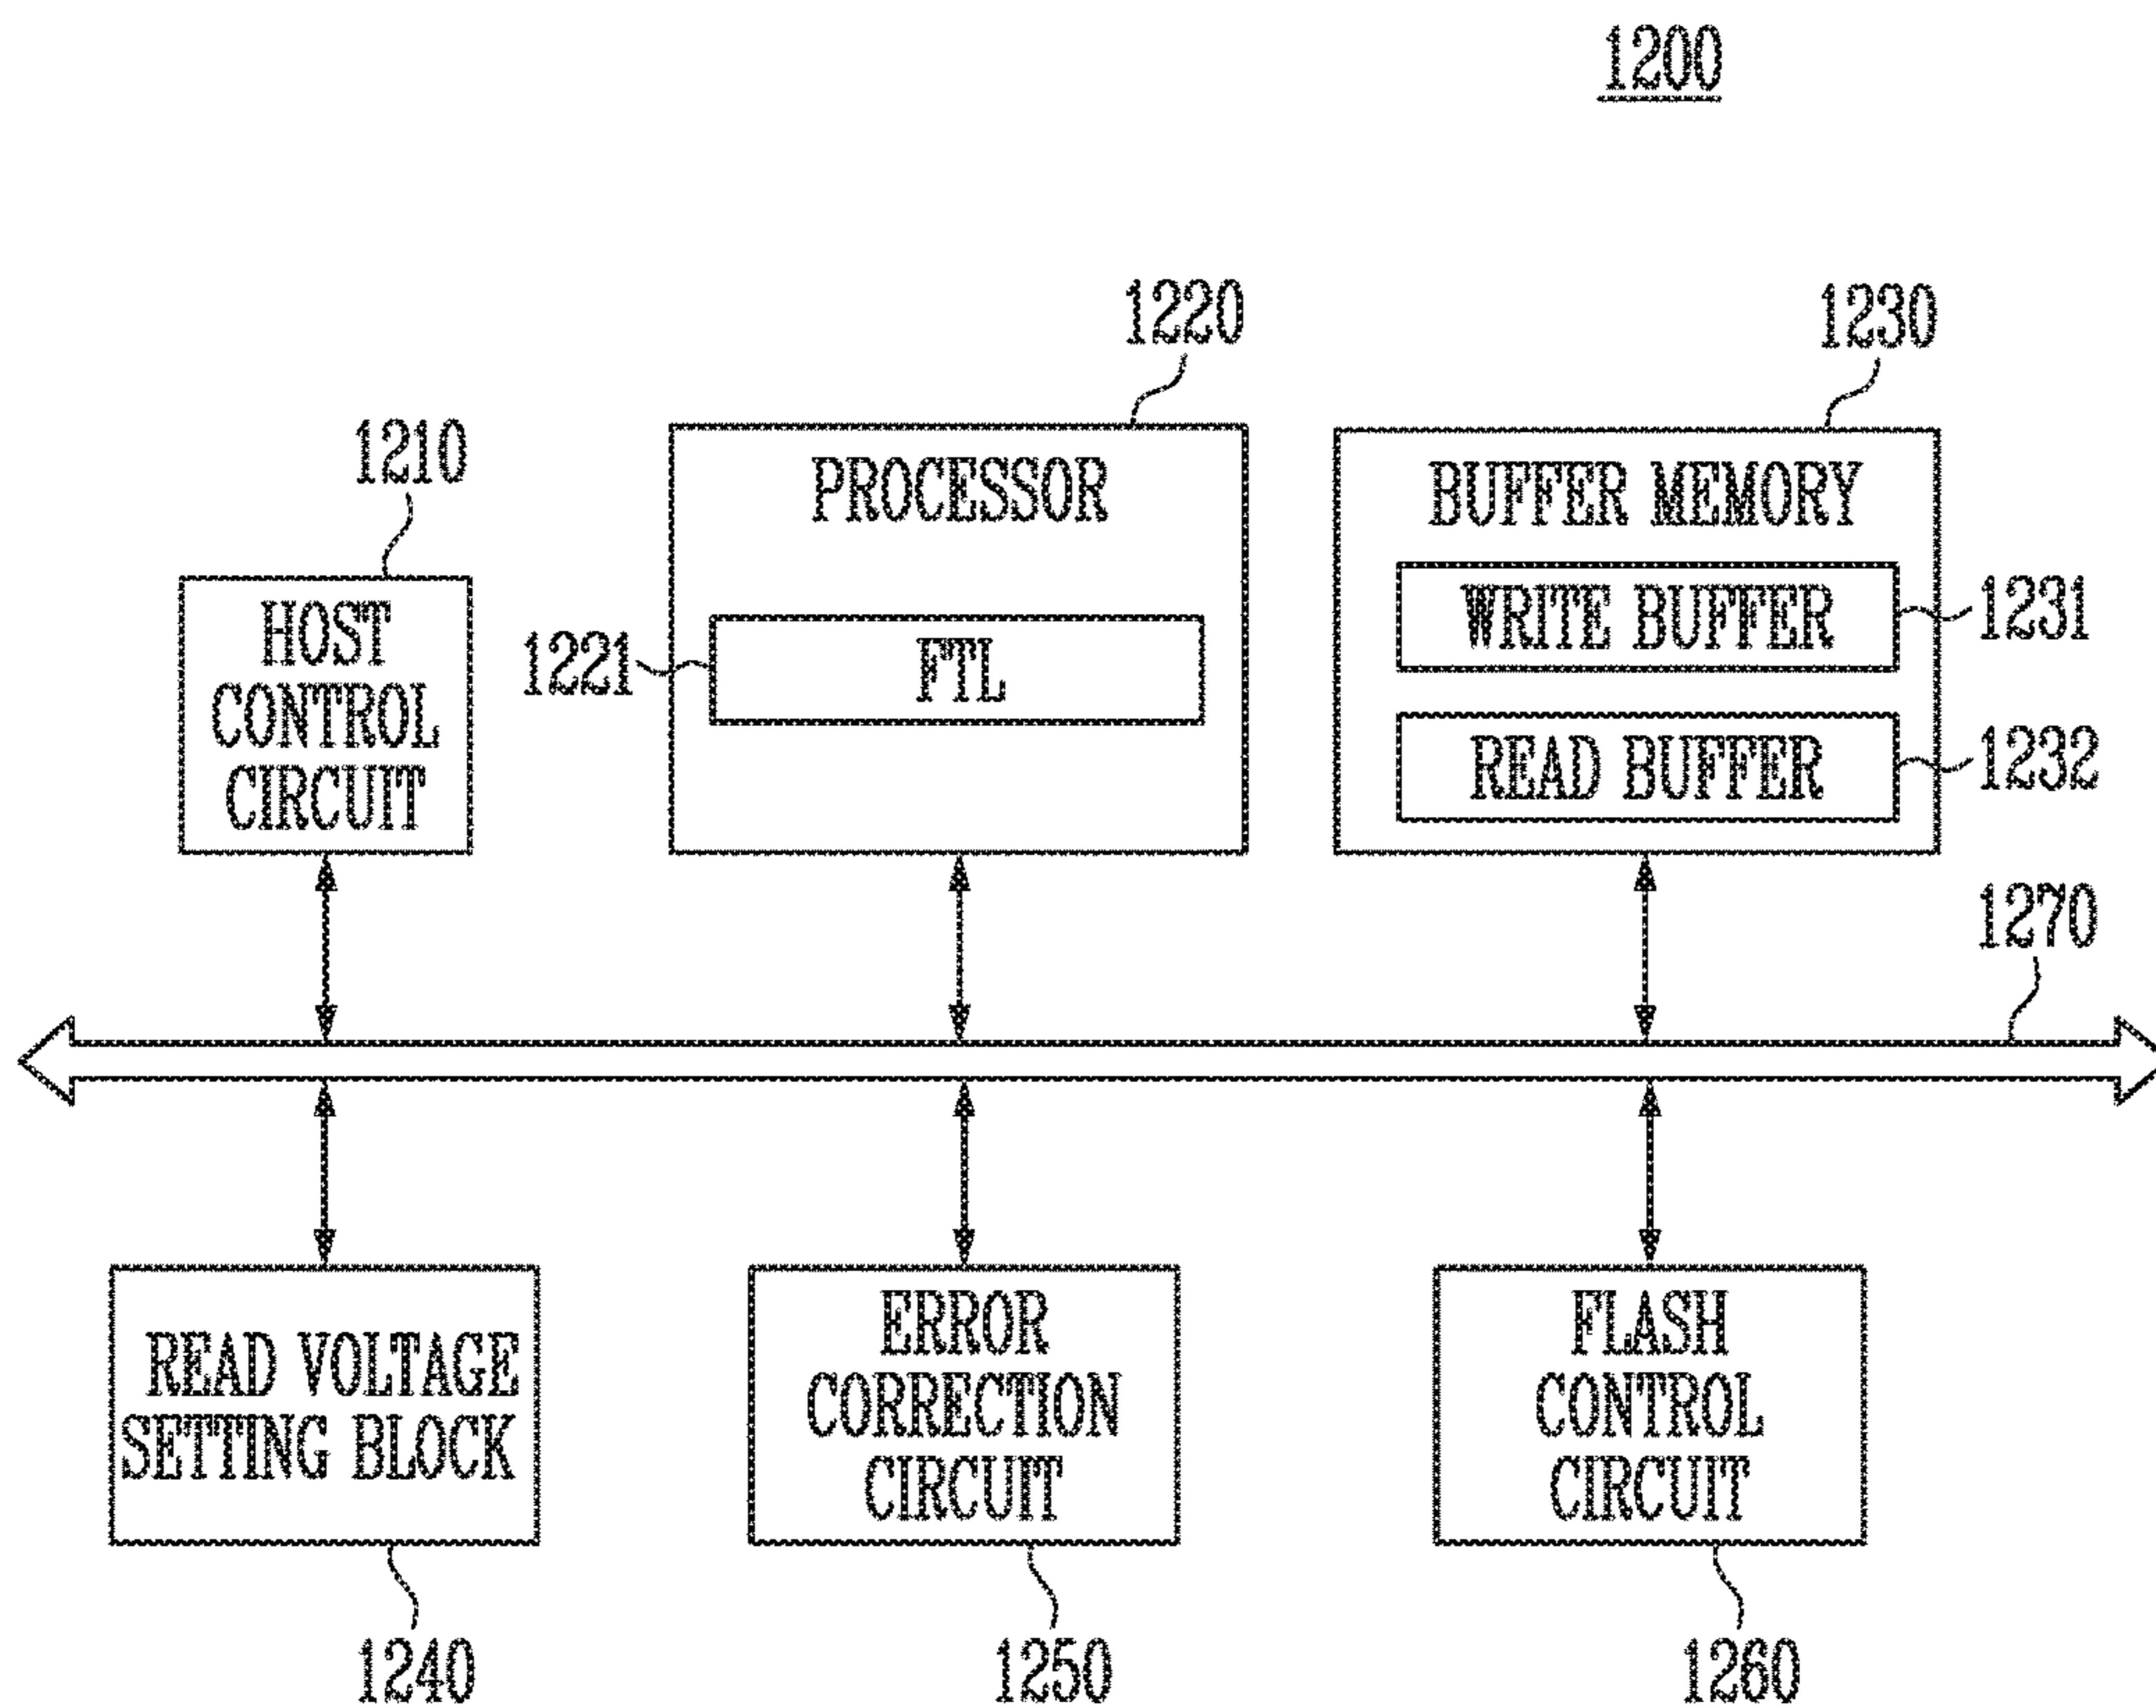 1200
1220
1230
1210
PROCESSOR
BUFFER MEMORY
HOST
CONTROL
CIRCUIT
1221
FTL
WRITE BUFFER
1231
READ BUFFER
1232
1270
READ VOLTAGE
SETTING BLOCK
ERROR
CORRECTION
CIRCUIT
FLASH
CONTROL
CIRCUIT
1240
1250
1260